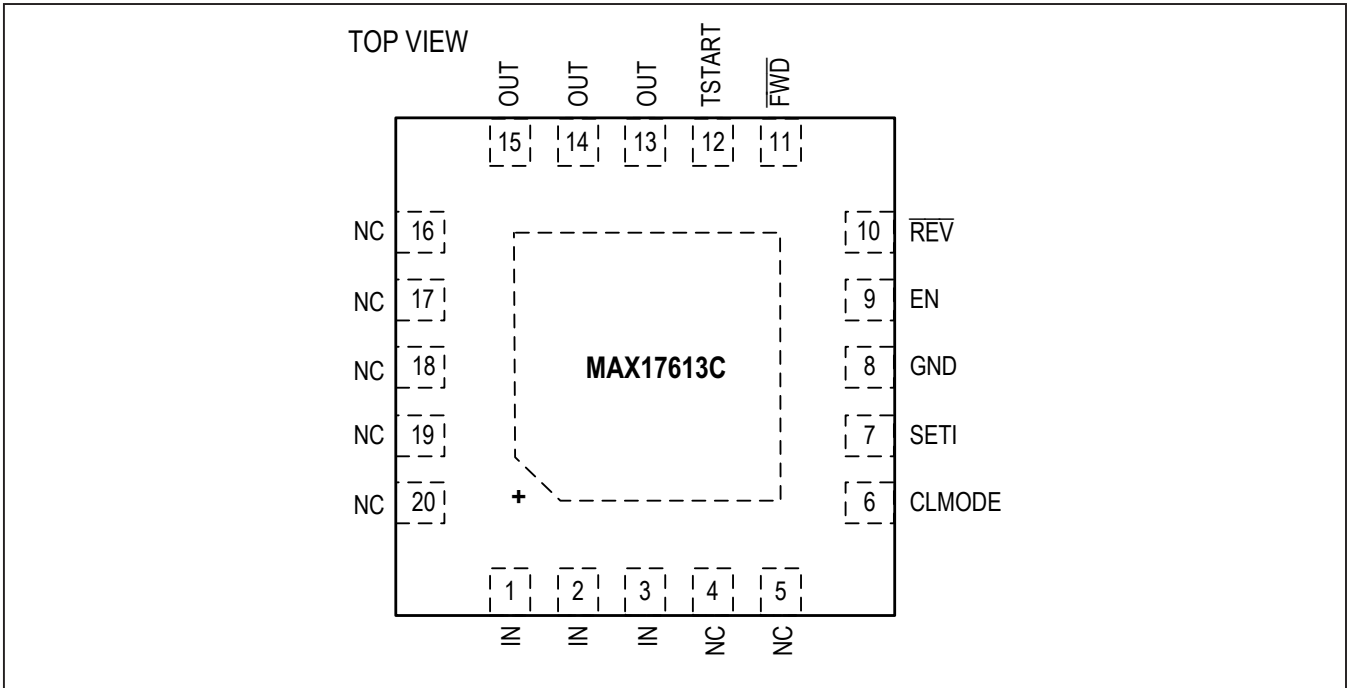 TOP VIEW
OUT OUT OUT TSTART F̅W̅D̅
15 14 13 12 11
NC 16 10 R̅E̅V̅
NC 17 9 EN
NC 18 MAX17613C 8 GND
NC 19 7 SETI
NC 20 + 6 CLMODE
1 2 3 4 5
IN IN IN NC NC